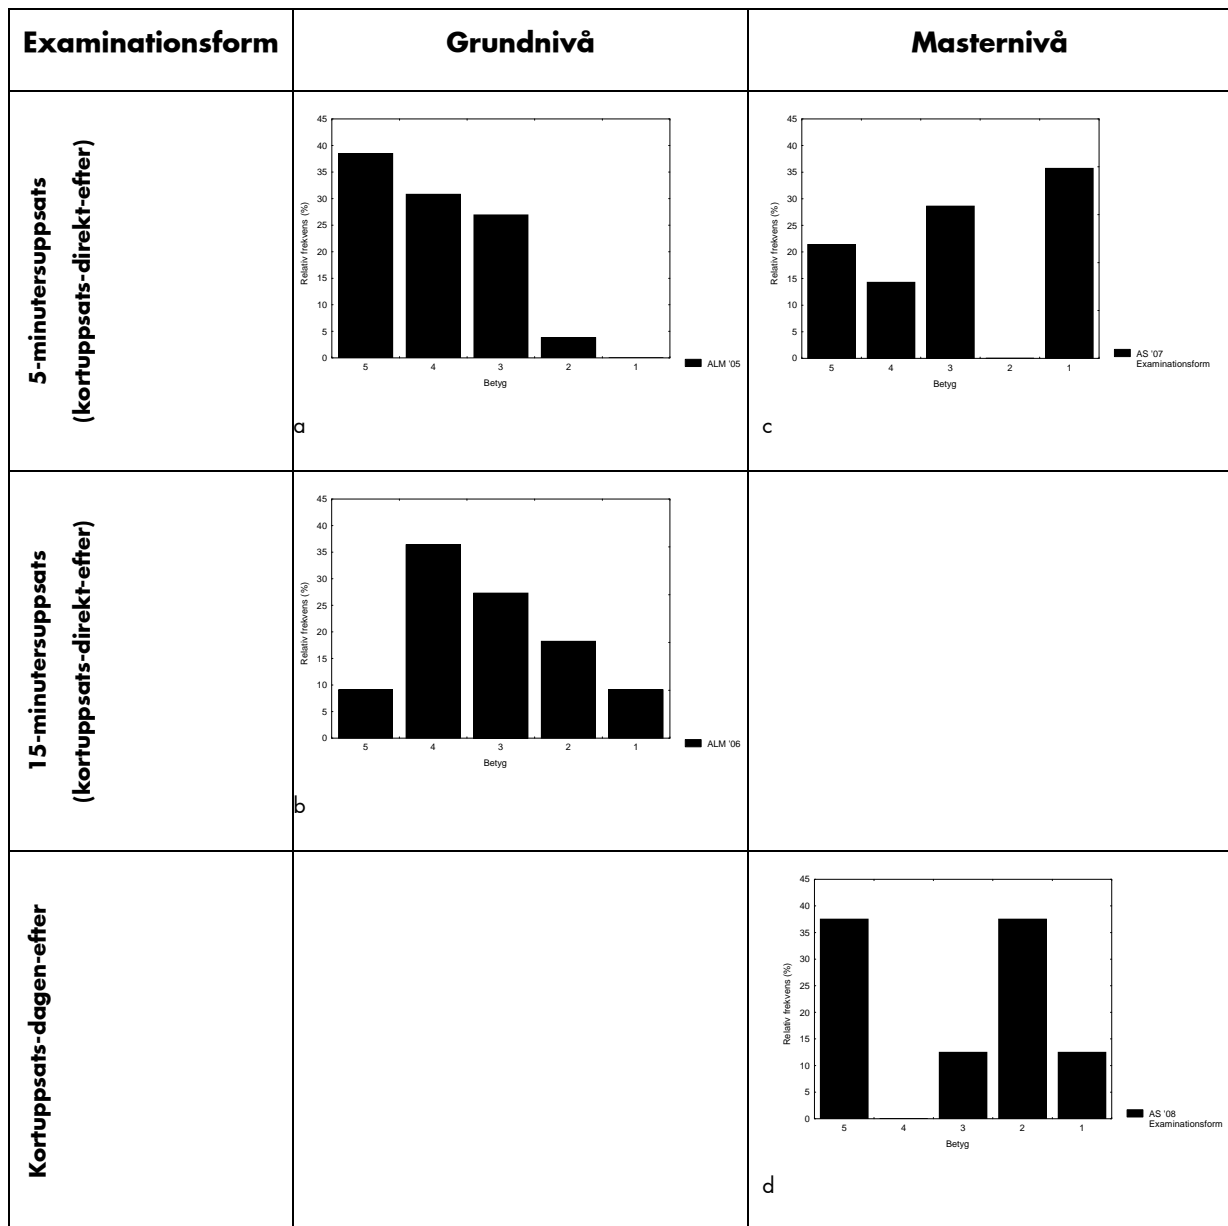 Examinationsform
Grundnivå
Masternivå
5-minutersuppsats
(kortuppsats-direkt-efter)
45
40
35
30
25
20
15
10
5
0
Relativ frekvens (%)
5 4 3 2 1
Betyg
ALM '05
a
45
40
35
30
25
20
15
10
5
0
Relativ frekvens (%)
5 4 3 2 1
Betyg
AS '07
Examinationsform
c
15-minutersuppsats
(kortuppsats-direkt-efter)
45
40
35
30
25
20
15
10
5
0
Relativ frekvens (%)
5 4 3 2 1
Betyg
ALM '06
b
Kortuppsats-dagen-efter
45
40
35
30
25
20
15
10
5
0
Relativ frekvens (%)
5 4 3 2 1
Betyg
AS '08
Examinationsform
d